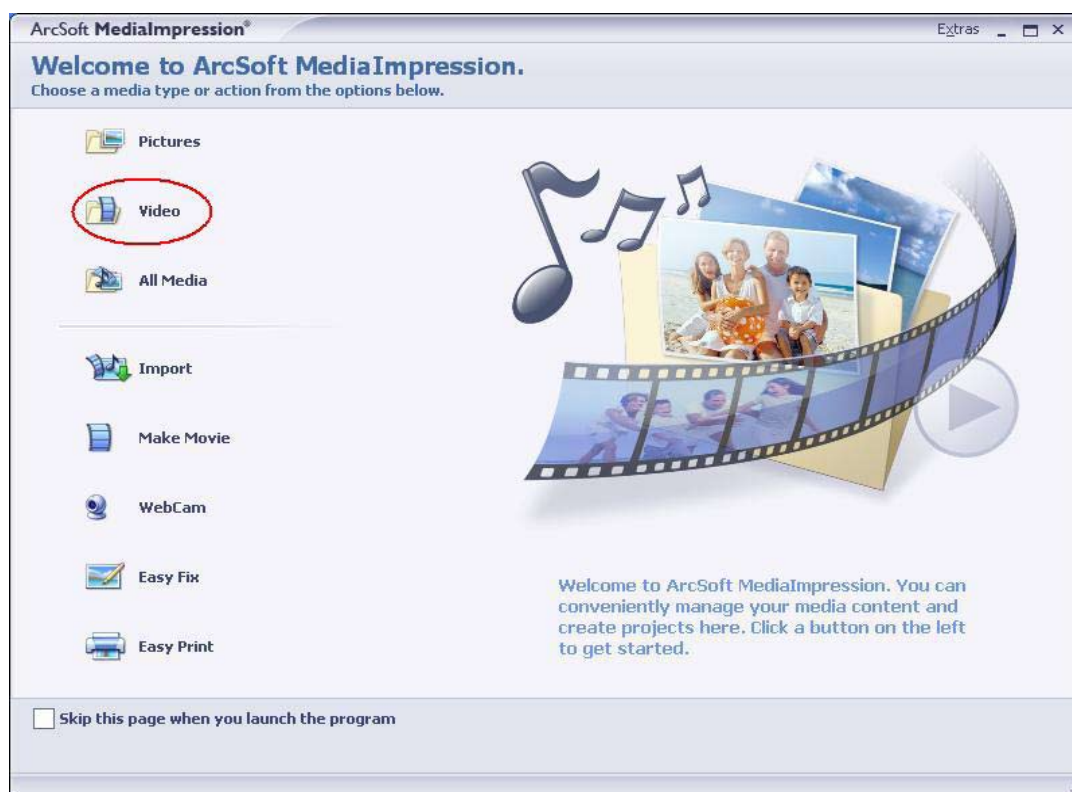 ArcSoft MediaImpression®
Extras
Welcome to ArcSoft MediaImpression.
Choose a media type or action from the options below.
Pictures
Video
All Media
Import
Make Movie
WebCam
Easy Fix
Easy Print
Welcome to ArcSoft MediaImpression. You can
conveniently manage your media content and
create projects here. Click a button on the left
to get started.
Skip this page when you launch the program